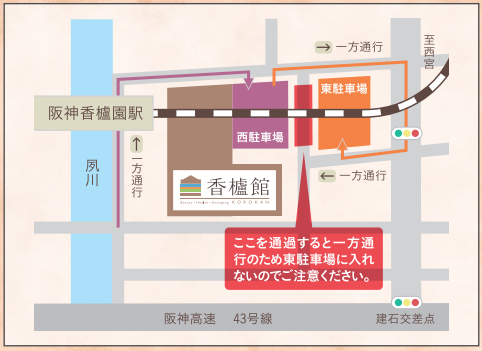 一方通行
至西宮
東駐車場
阪神香櫨園駅
西駐車場
一方通行
夙川
一方通行
香櫨館
KOROKAN
ここを通過すると一方通
行のため東駐車場に入れ
ないのでご注意ください。
阪神高速 43号線
建石交差点